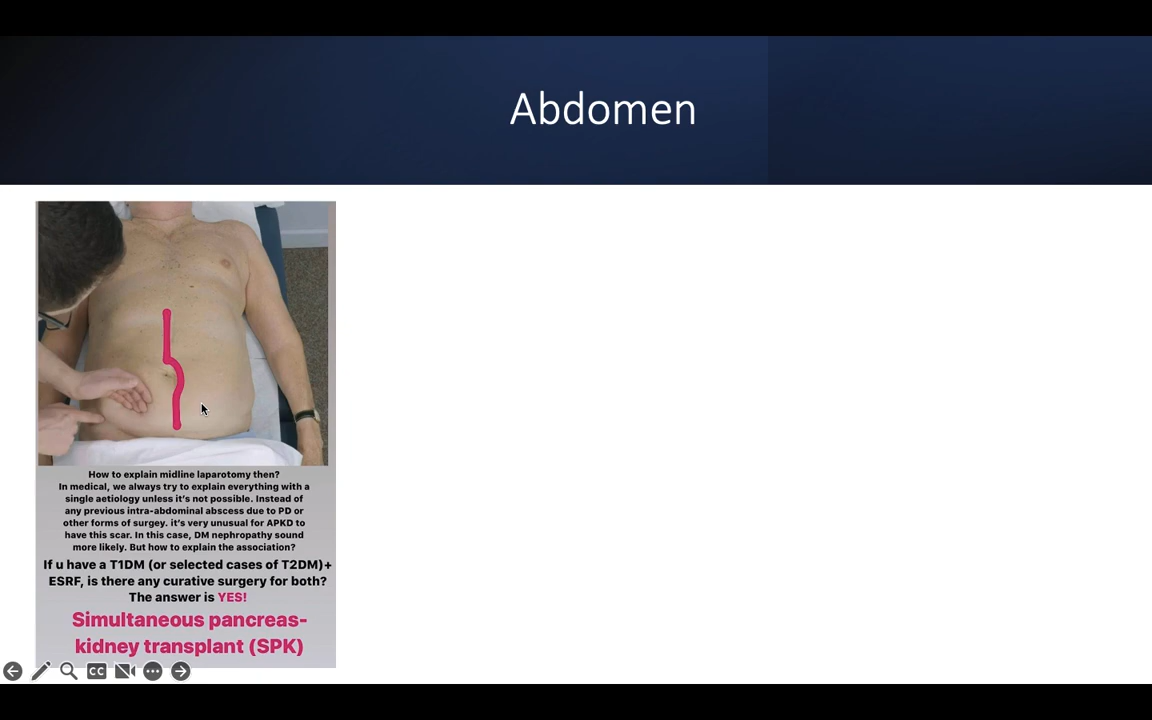 Abdomen
How to explain midline laparotomy then?
In medical, we always try to explain everything with a
single aetiology unless it's not possible. Instead of
any previous intra-abdominal abscess due to PD or
other forms of surgery. it's very unusual for APKD to
have this scar. In this case, DM nephropathy sound
more likely. But how to explain the association?
If u have a T1DM (or selected cases of T2DM)+
ESRF, is there any curative surgery for both?
The answer is YES!
Simultaneous pancreas-
kidney transplant (SPK)
CC